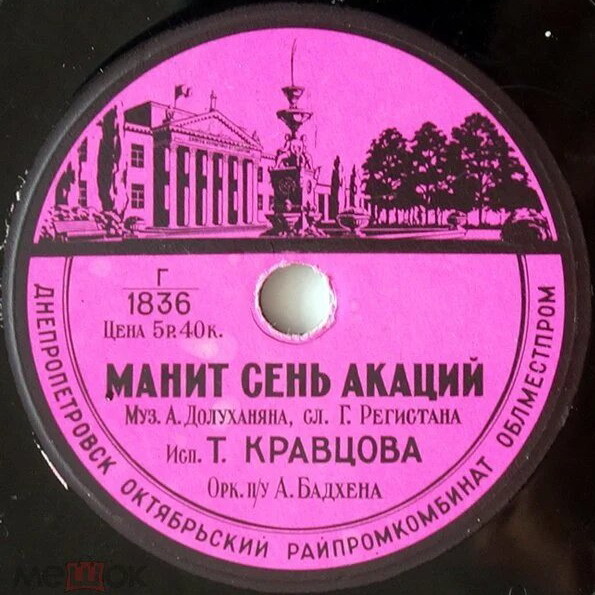 Г
1836
Цена 5р.40к.
МАНИТ СЕНЬ АКАЦИЙ
Муз. А. Долуханяна, сл. Г. Регистана
Исп. Т. КРАВЦОВА
Орк. п/у А. Бадхена
ДНЕПРОПЕТРОВСК ОКТЯБРЬСКИЙ РАЙПРОМКОМБИНАТ ОБЛМЕСТПРОМ
мешок